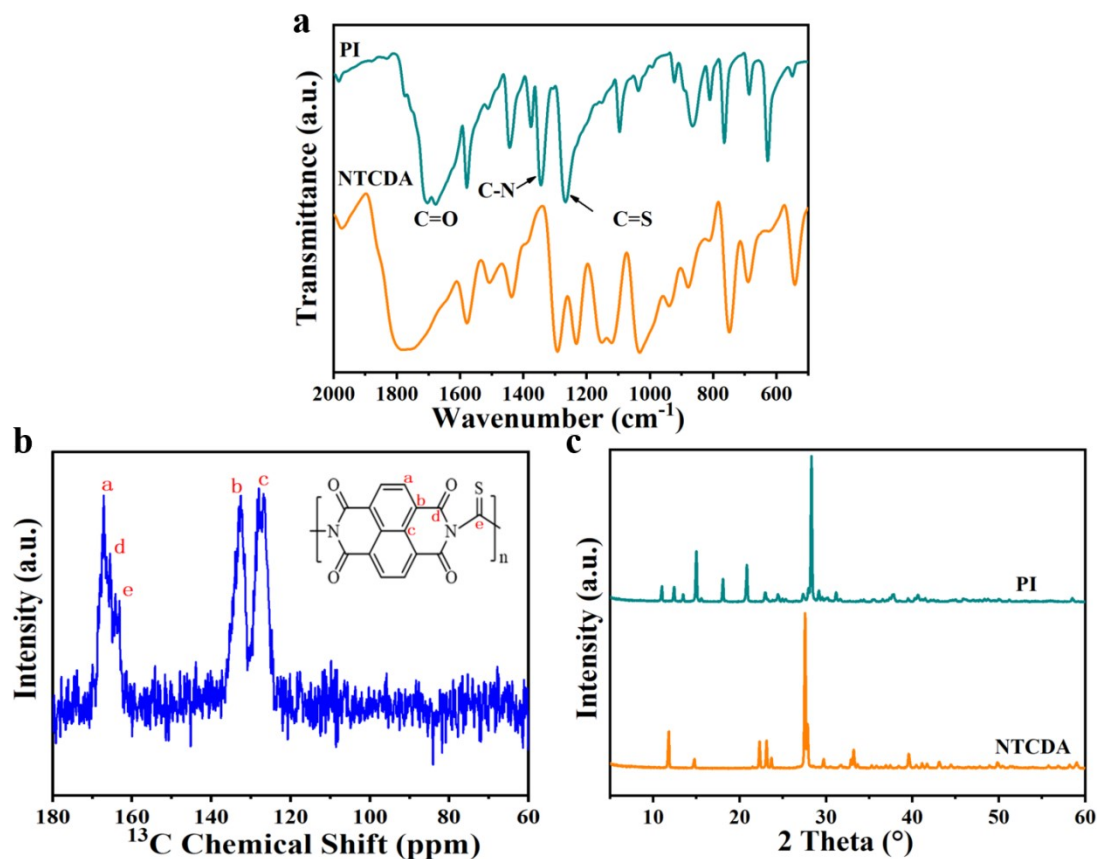 a
PI
NTCDA
C-N
C=O
C=S
Transmittance (a.u.)
2000 1800 1600 1400 1200 1000 800 600
Wavenumber (cm⁻¹)
b
a
d
e
b
c
O
a
O
S
b
d
N
c
N
e
n
O
O
Intensity (a.u.)
180 160 140 120 100 80 60
¹³C Chemical Shift (ppm)
c
PI
NTCDA
Intensity (a.u.)
10 20 30 40 50 60
2 Theta (°)